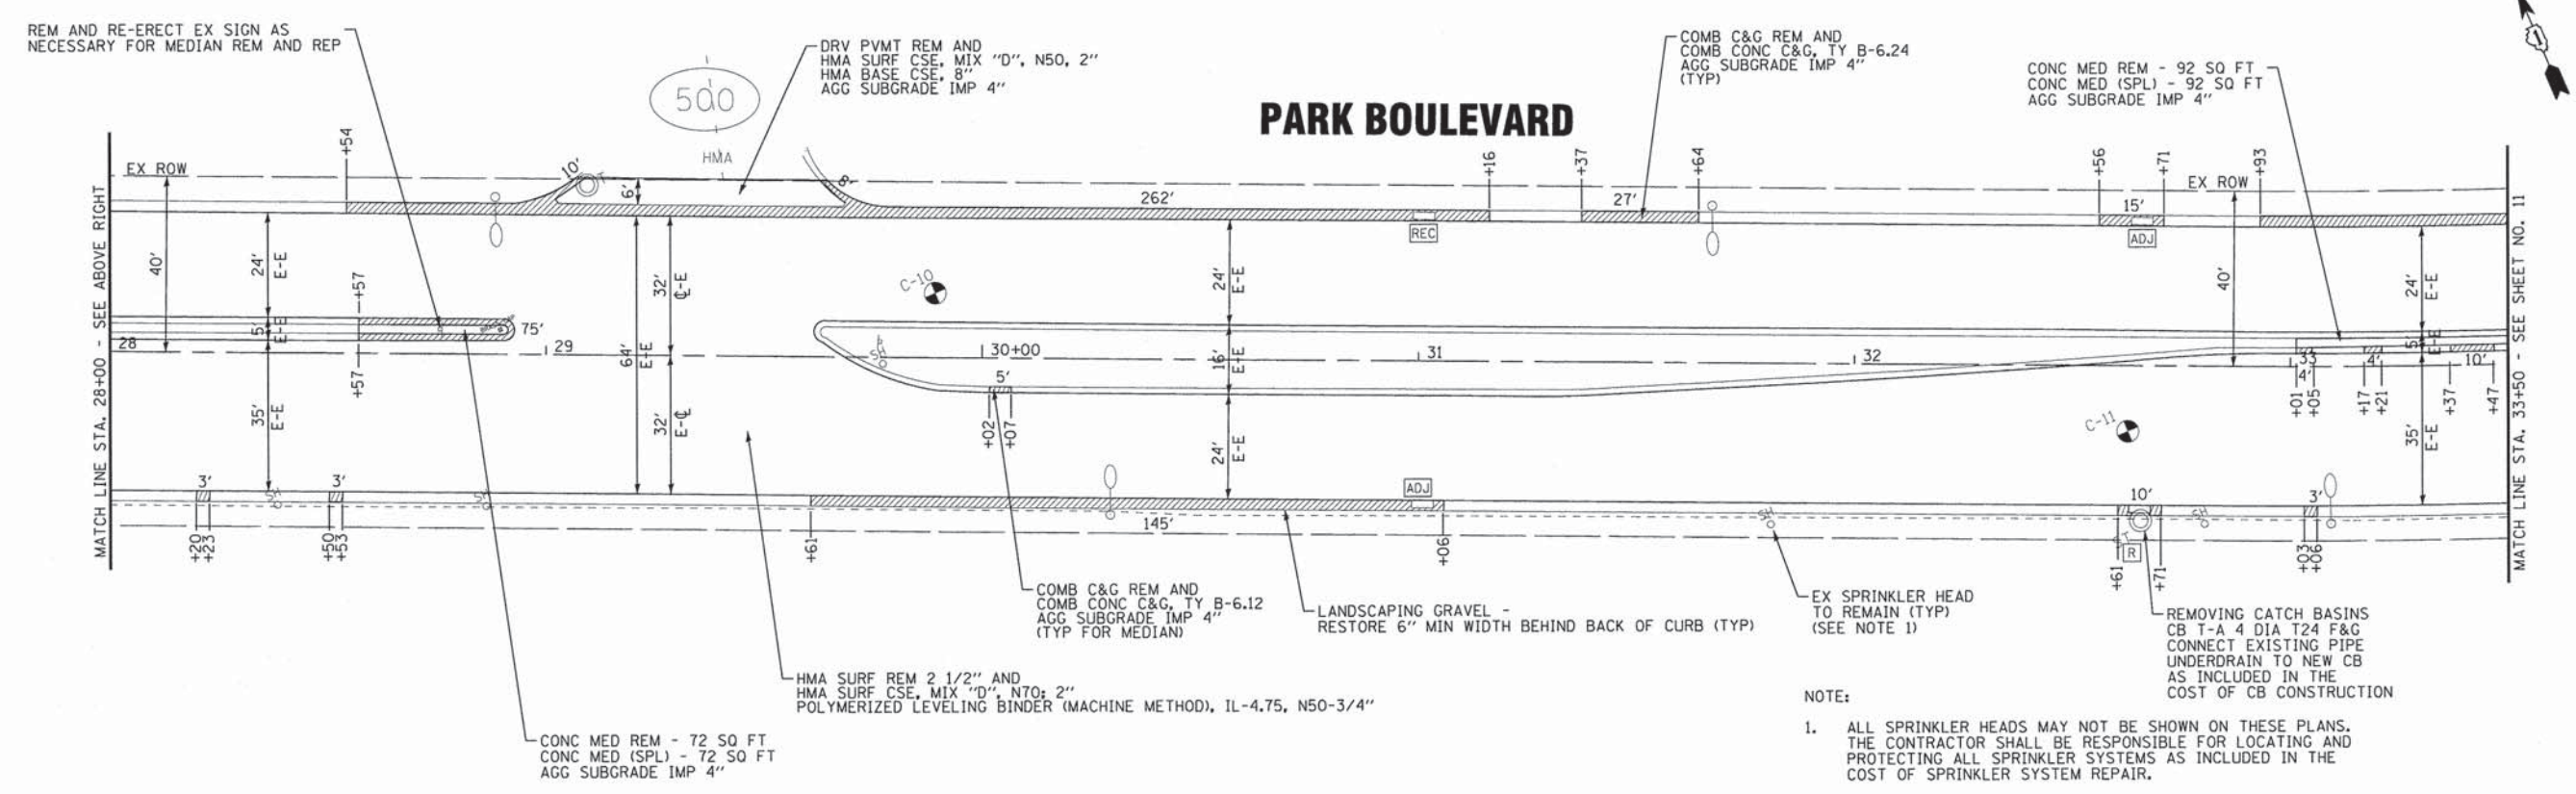 REM AND RE-ERECT EX SIGN AS
NECESSARY FOR MEDIAN REM AND REP
500
DRV PVMT REM AND
HMA SURF CSE, MIX "D", N50, 2"
HMA BASE CSE, 8"
AGG SUBGRADE IMP 4"
PARK BOULEVARD
COMB C&G REM AND
COMB CONC C&G, TY B-6.24
AGG SUBGRADE IMP 4"
(TYP)
CONC MED REM - 92 SQ FT
CONC MED (SPL) - 92 SQ FT
AGG SUBGRADE IMP 4"
MATCH LINE STA. 28+00 - SEE ABOVE RIGHT
EX ROW
+54
10'
T
6'
HMA
8'
262'
+16
+37
27'
+64
+56
15'
+71
+93
EX ROW
REC
ADJ
40'
24'
E-E
+57
32'
℄-E
C-10
24'
E-E
40'
24'
E-E
5'
E-E
75'
28
29
64'
E-E
SH
30+00
16'
E-E
31
32
33
4'
4'
5'
E-E
10'
+57
35'
E-E
32'
E-℄
5'
+02
+07
24'
E-E
C-11
+01
+05
+17
+21
+37
+47
35'
E-E
3'
SH
3'
SH
ADJ
SH
10'
SH
3'
+20
+23
+50
+53
+61
145'
+06
R
+61
+71
+03
+06
MATCH LINE STA. 33+50 - SEE SHEET NO. 11
COMB C&G REM AND
COMB CONC C&G, TY B-6.12
AGG SUBGRADE IMP 4"
(TYP FOR MEDIAN)
LANDSCAPING GRAVEL -
RESTORE 6" MIN WIDTH BEHIND BACK OF CURB (TYP)
EX SPRINKLER HEAD
TO REMAIN (TYP)
(SEE NOTE 1)
REMOVING CATCH BASINS
CB T-A 4 DIA T24 F&G
CONNECT EXISTING PIPE
UNDERDRAIN TO NEW CB
AS INCLUDED IN THE
COST OF CB CONSTRUCTION
HMA SURF REM 2 1/2" AND
HMA SURF CSE, MIX "D", N70; 2"
POLYMERIZED LEVELING BINDER (MACHINE METHOD), IL-4.75, N50-3/4"
CONC MED REM - 72 SQ FT
CONC MED (SPL) - 72 SQ FT
AGG SUBGRADE IMP 4"
NOTE:
1. ALL SPRINKLER HEADS MAY NOT BE SHOWN ON THESE PLANS.
THE CONTRACTOR SHALL BE RESPONSIBLE FOR LOCATING AND
PROTECTING ALL SPRINKLER SYSTEMS AS INCLUDED IN THE
COST OF SPRINKLER SYSTEM REPAIR.